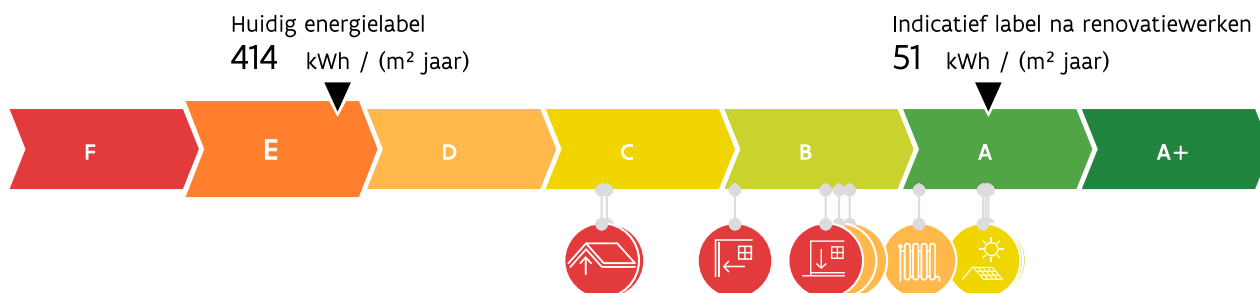 Huidig energielabel
414 kWh / (m² jaar)
Indicatief label na renovatiewerken
51 kWh / (m² jaar)
F E D C B A A+